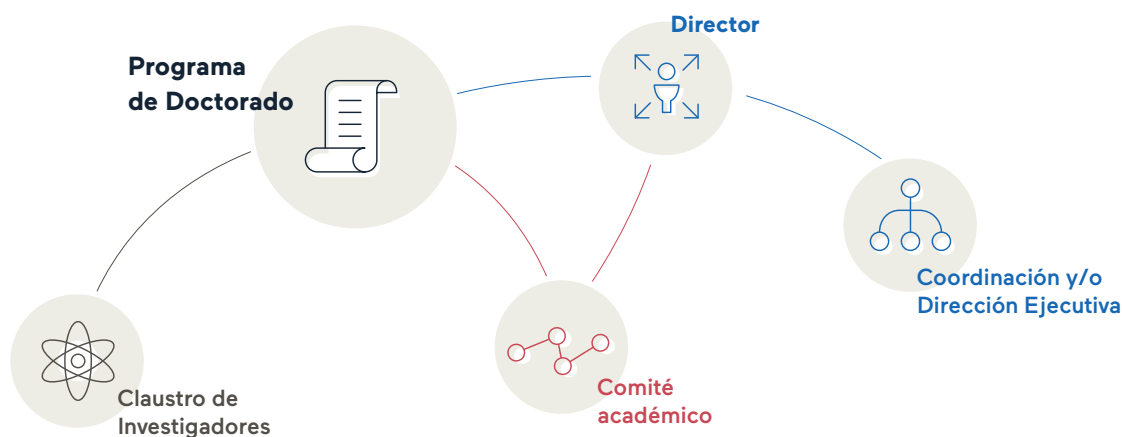 Director
Programa
de Doctorado
Coordinación y/o
Dirección Ejecutiva
Comité
académico
Claustro de
Investigadores